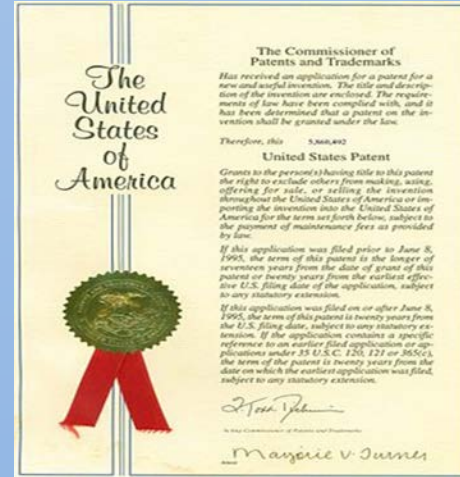 The
United
States
of
America
The Commissioner of
Patents and Trademarks
Has received an application for a patent for a
new and useful invention. The title and descrip-
tion of the invention are enclosed. The require-
ments of law have been complied with, and it
has been determined that a patent on the in-
vention shall be granted under the law.
Therefore, this
United States Patent
Grants to the person(s) having title to this patent
the right to exclude others from making, using,
offering for sale, or selling the invention
throughout the United States of America or im-
porting the invention into the United States of
America for the term set forth below, subject to
the payment of maintenance fees as provided
by law.
If this application was filed prior to June 8,
1995, the term of this patent is the longer of
seventeen years from the date of grant of this
patent or twenty years from the earliest effec-
tive U.S. filing date of the application, subject
to any statutory extension.
If this application was filed on or after June 8,
1995, the term of this patent is twenty years from
the U.S. filing date, subject to any statutory ex-
tension. If the application contains a specific
reference to an earlier filed application or ap-
plications under 35 U.S.C. 120, 121 or 365(c),
the term of the patent is twenty years from the
date on which the earliest application was filed,
subject to any statutory extension.
Acting Commissioner of Patents and Trademarks
Marjorie V. Turner
Attest